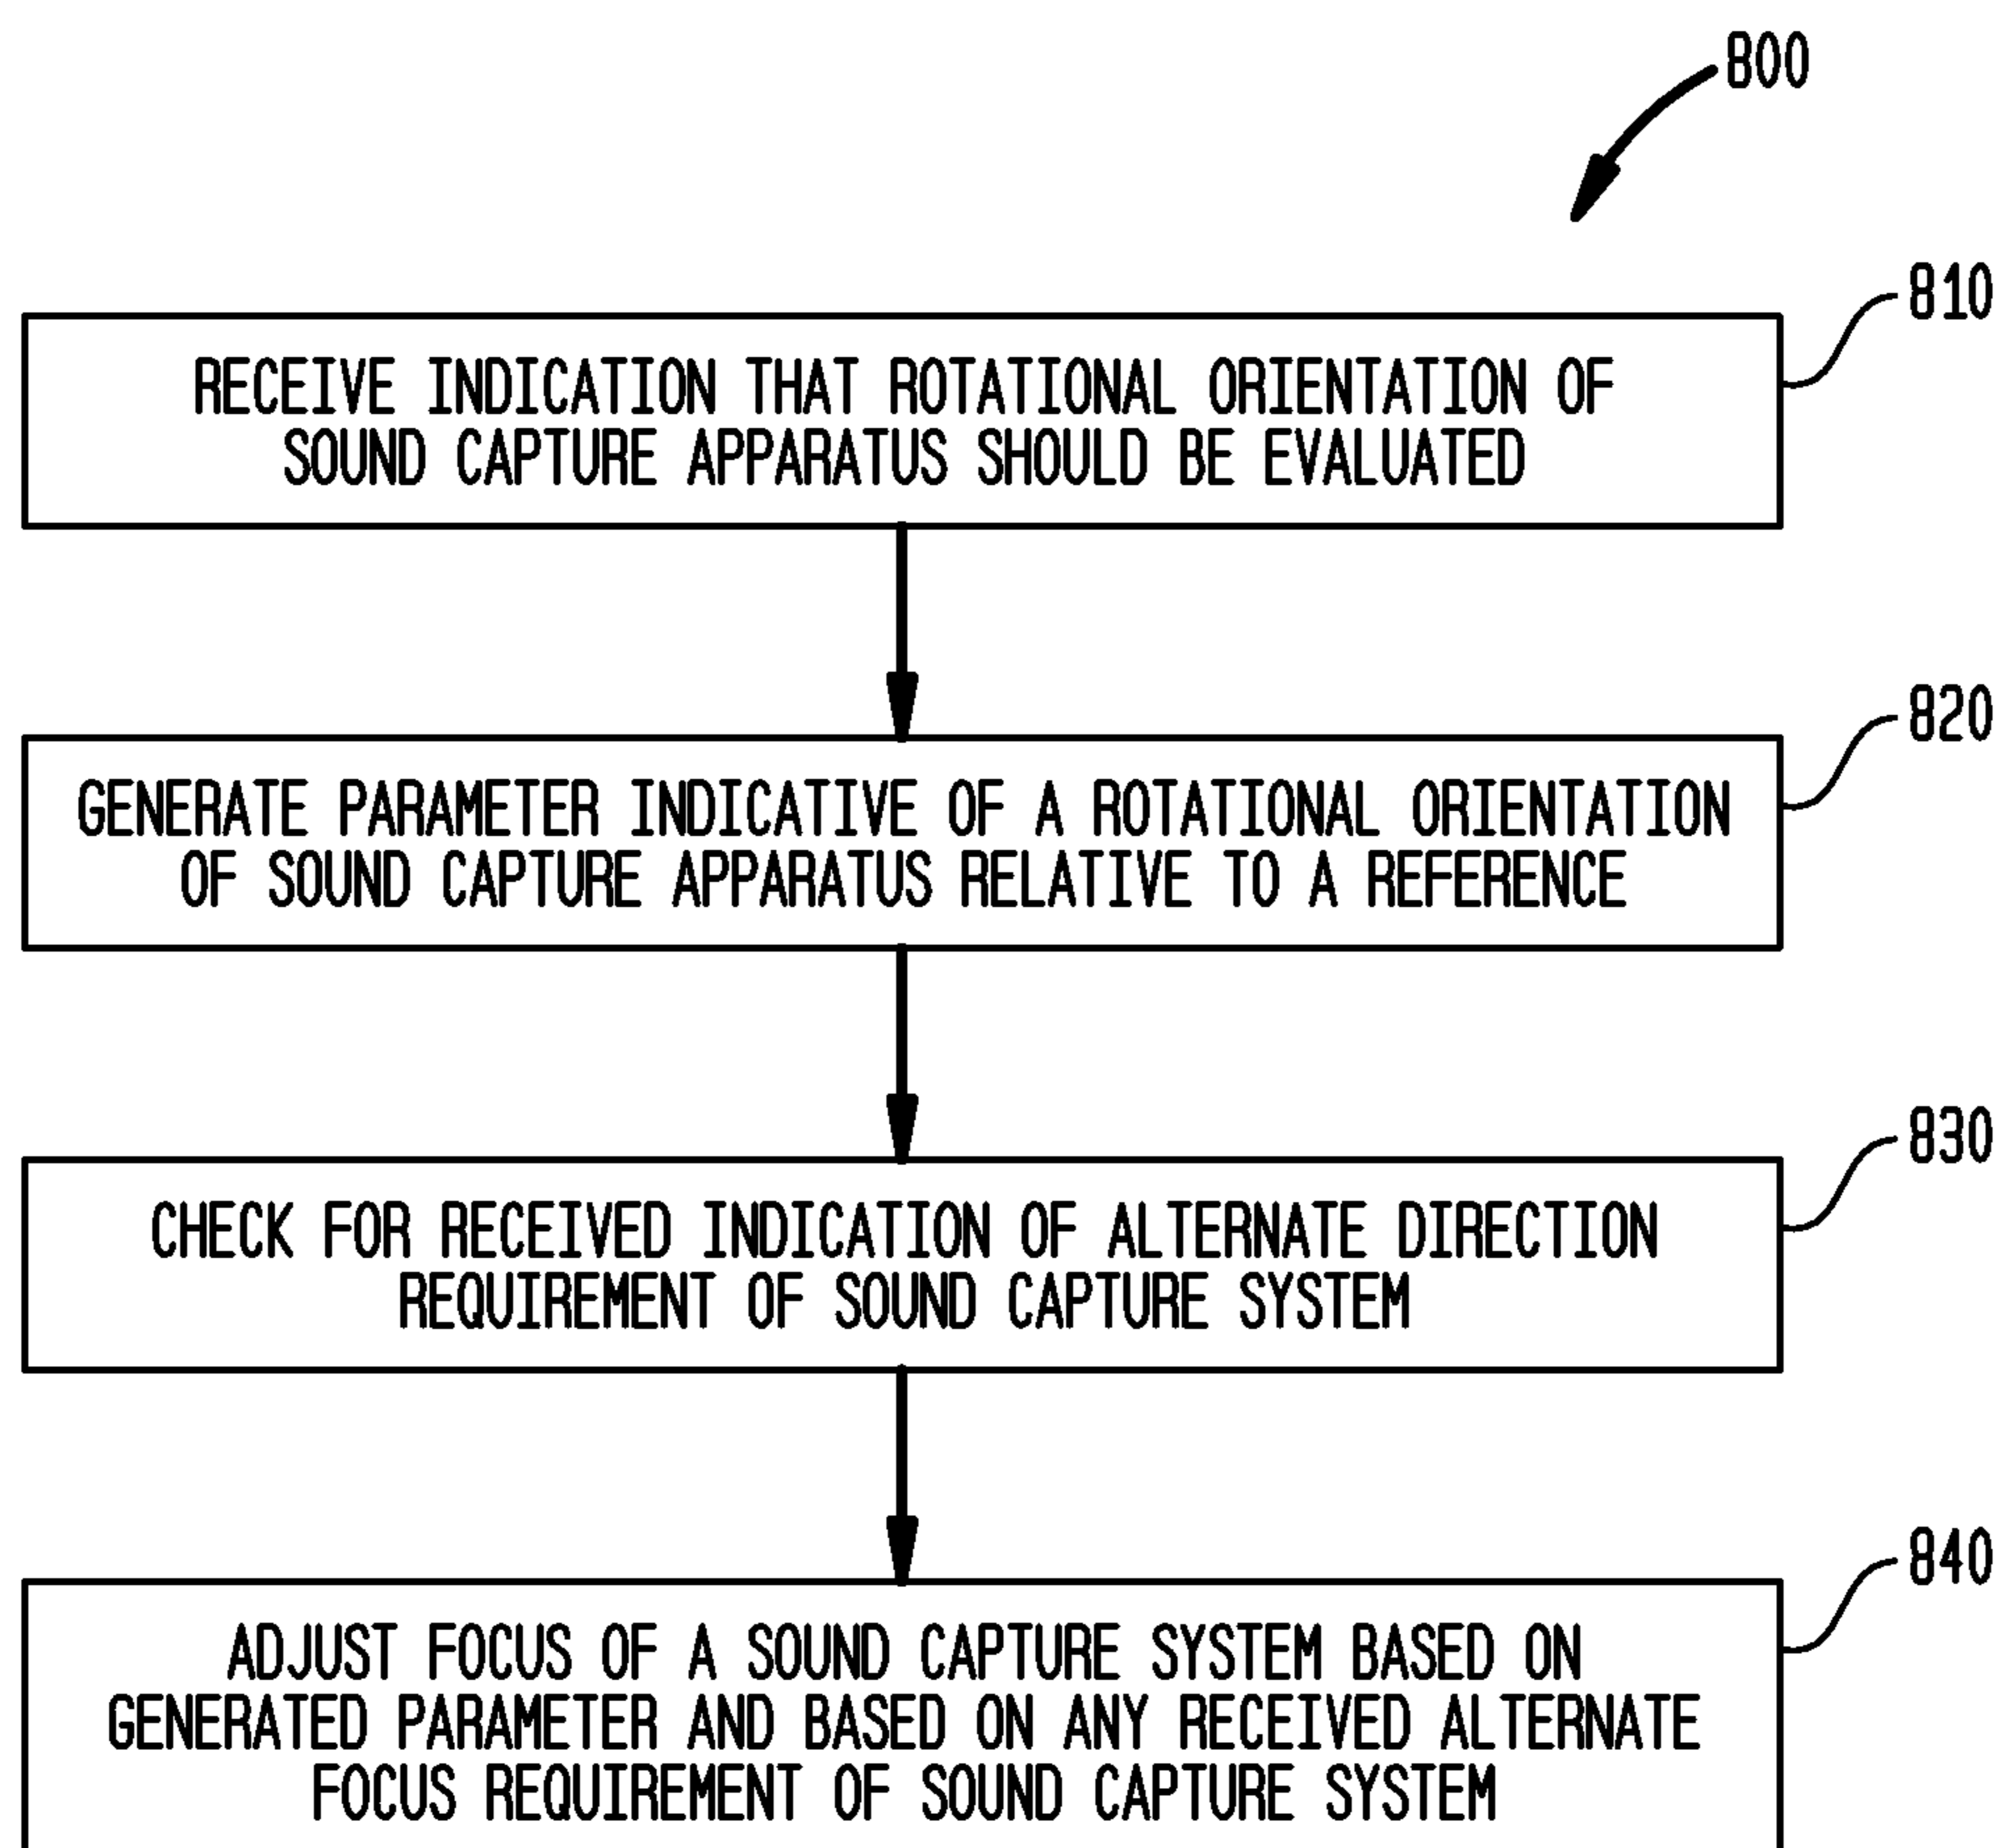 800
810
RECEIVE INDICATION THAT ROTATIONAL ORIENTATION OF
SOUND CAPTURE APPARATUS SHOULD BE EVALUATED
820
GENERATE PARAMETER INDICATIVE OF A ROTATIONAL ORIENTATION
OF SOUND CAPTURE APPARATUS RELATIVE TO A REFERENCE
830
CHECK FOR RECEIVED INDICATION OF ALTERNATE DIRECTION
REQUIREMENT OF SOUND CAPTURE SYSTEM
840
ADJUST FOCUS OF A SOUND CAPTURE SYSTEM BASED ON
GENERATED PARAMETER AND BASED ON ANY RECEIVED ALTERNATE
FOCUS REQUIREMENT OF SOUND CAPTURE SYSTEM